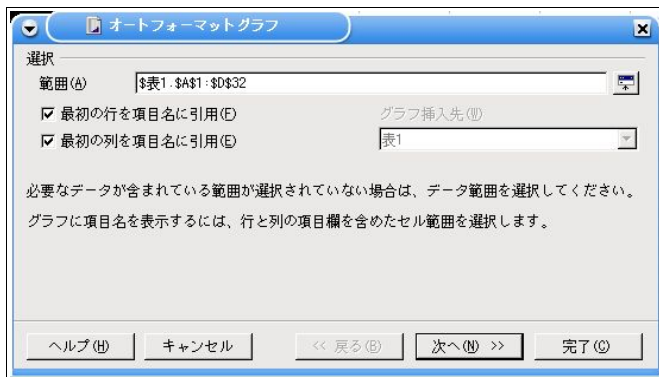 オートフォーマットグラフ
選択
範囲(A) $表1.$A$1:$D$32
最初の行を項目名に引用(F) グラフ挿入先(W)
最初の列を項目名に引用(E) 表1
必要なデータが含まれている範囲が選択されていない場合は、データ範囲を選択してください。
グラフに項目名を表示するには、行と列の項目欄を含めたセル範囲を選択します。
ヘルプ(H) キャンセル << 戻る(B) 次へ(N) >> 完了(C)